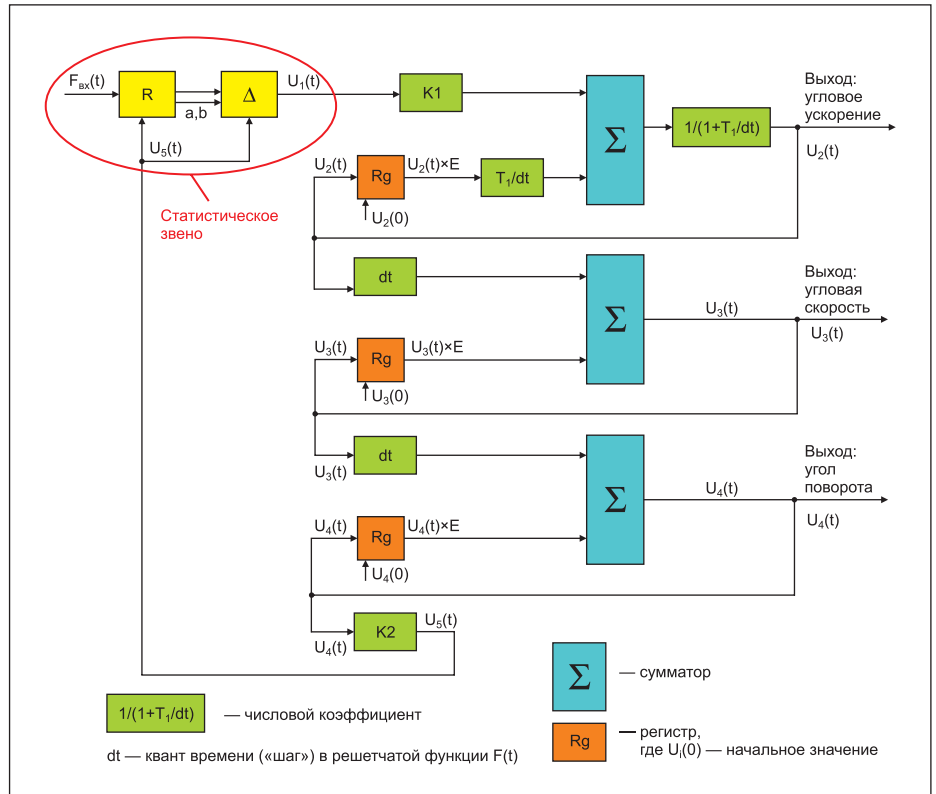 Fвх(t)
R
a,b
Δ
U₁(t)
K1
Σ
1/(1+T₁/dt)
Выход:
угловое
ускорение
U₂(t)
U₅(t)
U₂(t)
Rg
U₂(t)×E
T₁/dt
U₂(0)
Статистическое
звено
dt
Σ
U₃(t)
Выход:
угловая
скорость
U₃(t)
U₃(t)
Rg
U₃(t)×E
U₃(0)
dt
U₃(t)
Σ
U₄(t)
Выход:
угол
поворота
U₄(t)
U₄(t)
Rg
U₄(t)×E
U₄(0)
K2
U₅(t)
U₄(t)
Σ
— сумматор
1/(1+T₁/dt)
— числовой коэффициент
Rg
— регистр,
где Uᵢ(0) — начальное значение
dt — квант времени («шаг») в решетчатой функции F(t)